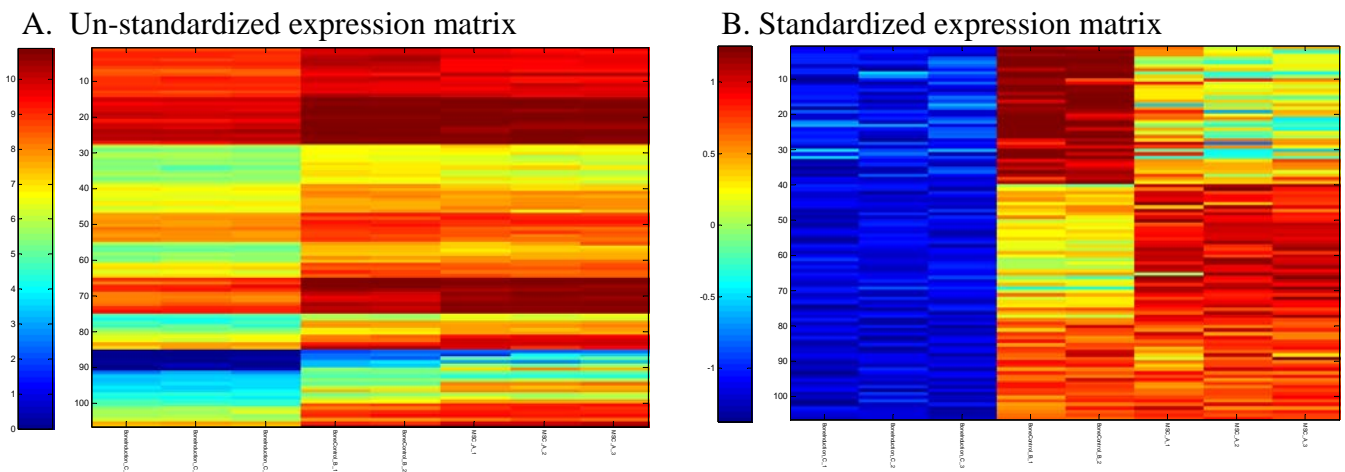 A. Un-standardized expression matrix
B. Standardized expression matrix
10
9
8
7
6
5
4
3
2
1
0
10
20
30
40
50
60
70
80
90
100
BoneInduction_C_
BoneInduction_C_
BoneInduction_C_
BoneControl_B_1
BoneControl_B_2
MSC_A_1
MSC_A_2
MSC_A_3
1
0.5
0
-0.5
-1
10
20
30
40
50
60
70
80
90
100
BoneInduction_C_1
BoneInduction_C_2
BoneInduction_C_3
BoneControl_B_1
BoneControl_B_2
MSC_A_1
MSC_A_2
MSC_A_3